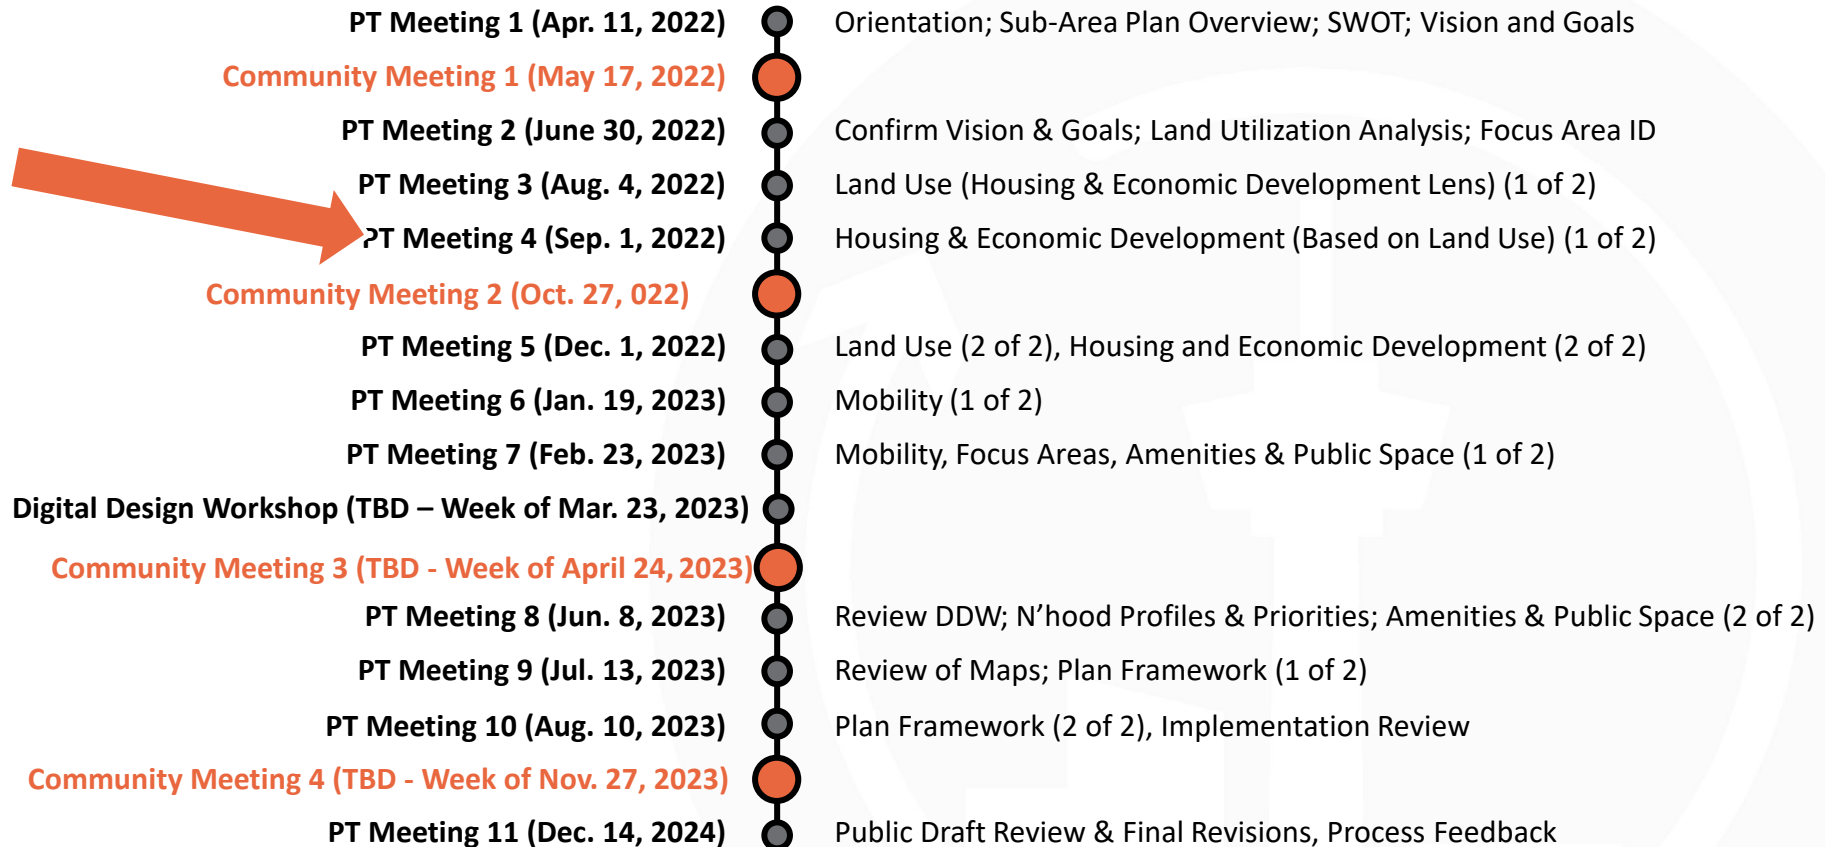 PT Meeting 1 (Apr. 11, 2022) Orientation; Sub-Area Plan Overview; SWOT; Vision and Goals
Community Meeting 1 (May 17, 2022)
PT Meeting 2 (June 30, 2022) Confirm Vision & Goals; Land Utilization Analysis; Focus Area ID
PT Meeting 3 (Aug. 4, 2022) Land Use (Housing & Economic Development Lens) (1 of 2)
PT Meeting 4 (Sep. 1, 2022) Housing & Economic Development (Based on Land Use) (1 of 2)
Community Meeting 2 (Oct. 27, 022)
PT Meeting 5 (Dec. 1, 2022) Land Use (2 of 2), Housing and Economic Development (2 of 2)
PT Meeting 6 (Jan. 19, 2023) Mobility (1 of 2)
PT Meeting 7 (Feb. 23, 2023) Mobility, Focus Areas, Amenities & Public Space (1 of 2)
Digital Design Workshop (TBD – Week of Mar. 23, 2023)
Community Meeting 3 (TBD - Week of April 24, 2023)
PT Meeting 8 (Jun. 8, 2023) Review DDW; N’hood Profiles & Priorities; Amenities & Public Space (2 of 2)
PT Meeting 9 (Jul. 13, 2023) Review of Maps; Plan Framework (1 of 2)
PT Meeting 10 (Aug. 10, 2023) Plan Framework (2 of 2), Implementation Review
Community Meeting 4 (TBD - Week of Nov. 27, 2023)
PT Meeting 11 (Dec. 14, 2024) Public Draft Review & Final Revisions, Process Feedback